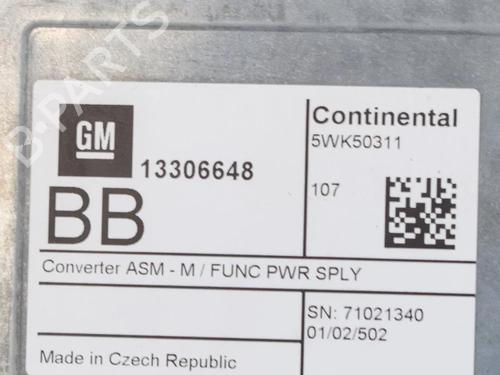 B-PARTS
GM
13306648
BB
Continental
5WK50311
107
Converter ASM - M / FUNC PWR SPLY
SN: 71021340
01/02/502
Made in Czech Republic